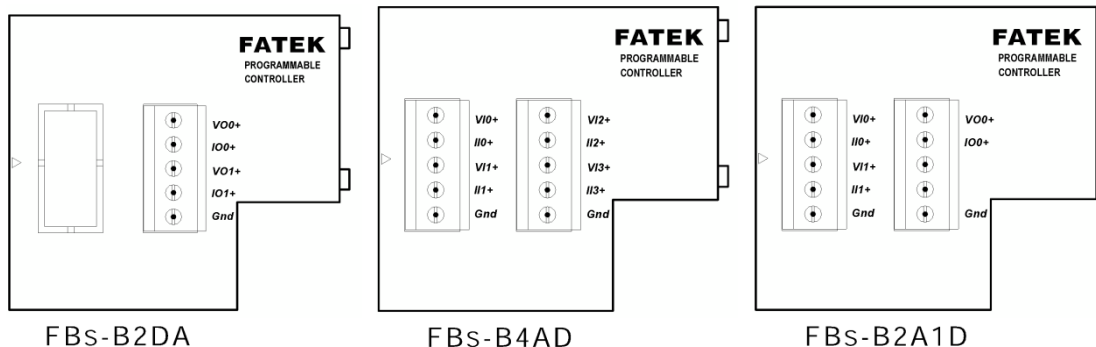 FATEK
PROGRAMMABLE
CONTROLLER
VO0+
IO0+
VO1+
IO1+
Gnd
FBs-B2DA
FATEK
PROGRAMMABLE
CONTROLLER
VI0+
II0+
VI1+
II1+
Gnd
VI2+
II2+
VI3+
II3+
Gnd
FBs-B4AD
FATEK
PROGRAMMABLE
CONTROLLER
VI0+
II0+
VI1+
II1+
Gnd
VO0+
IO0+
Gnd
FBs-B2A1D